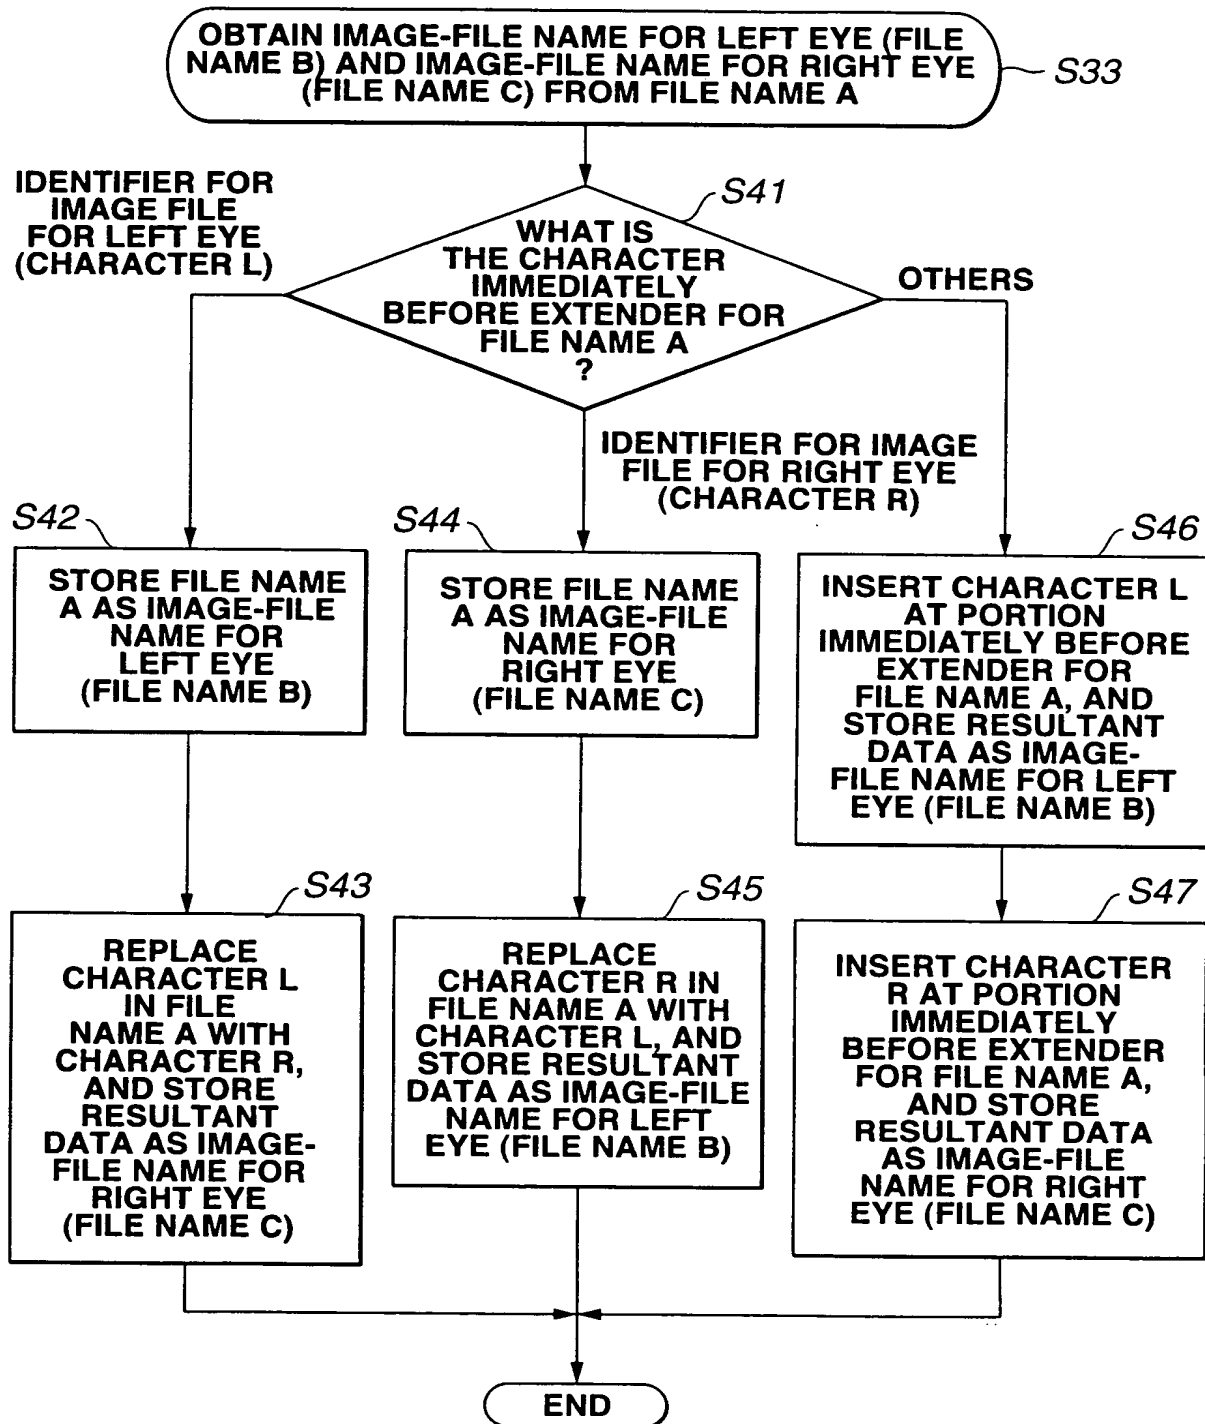 OBTAIN IMAGE-FILE NAME FOR LEFT EYE (FILE
NAME B) AND IMAGE-FILE NAME FOR RIGHT EYE
(FILE NAME C) FROM FILE NAME A
S33
IDENTIFIER FOR
IMAGE FILE
FOR LEFT EYE
(CHARACTER L)
S41
WHAT IS
THE CHARACTER
IMMEDIATELY
BEFORE EXTENDER FOR
FILE NAME A
?
OTHERS
IDENTIFIER FOR IMAGE
FILE FOR RIGHT EYE
(CHARACTER R)
S42
STORE FILE NAME
A AS IMAGE-FILE
NAME FOR
LEFT EYE
(FILE NAME B)
S44
STORE FILE NAME
A AS IMAGE-FILE
NAME FOR
RIGHT EYE
(FILE NAME C)
S46
INSERT CHARACTER L
AT PORTION
IMMEDIATELY BEFORE
EXTENDER FOR
FILE NAME A, AND
STORE RESULTANT
DATA AS IMAGE-
FILE NAME FOR LEFT
EYE (FILE NAME B)
S43
REPLACE
CHARACTER L
IN FILE
NAME A WITH
CHARACTER R,
AND STORE
RESULTANT
DATA AS IMAGE-
FILE NAME FOR
RIGHT EYE
(FILE NAME C)
S45
REPLACE
CHARACTER R IN
FILE NAME A WITH
CHARACTER L, AND
STORE RESULTANT
DATA AS IMAGE-FILE
NAME FOR LEFT
EYE (FILE NAME B)
S47
INSERT CHARACTER
R AT PORTION
IMMEDIATELY
BEFORE EXTENDER
FOR FILE NAME A,
AND STORE
RESULTANT DATA
AS IMAGE-FILE
NAME FOR RIGHT
EYE (FILE NAME C)
END